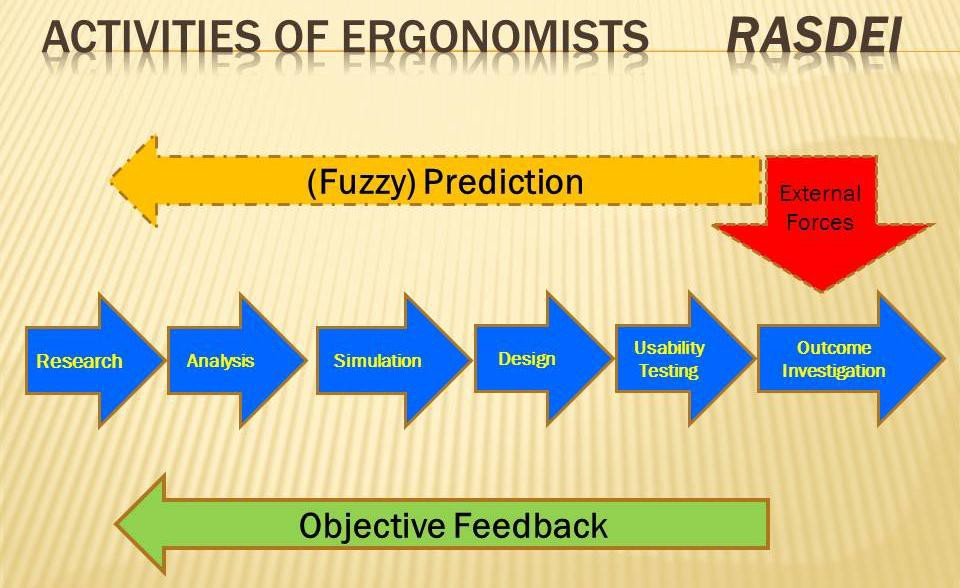 ACTIVITIES OF ERGONOMISTS RASDEI
(Fuzzy) Prediction
External
Forces
Research
Analysis
Simulation
Design
Usability
Testing
Outcome
Investigation
Objective Feedback